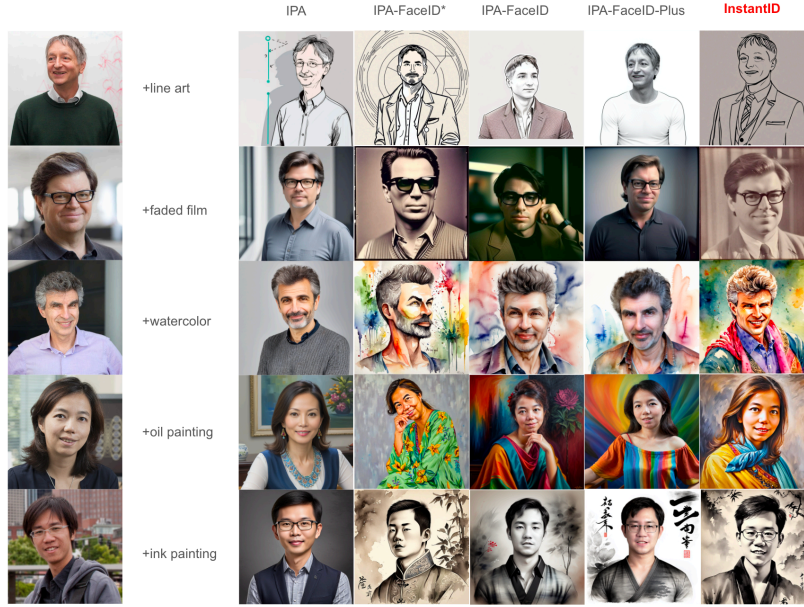 IPA IPA-FaceID* IPA-FaceID IPA-FaceID-Plus InstantID
+line art
+faded film
+watercolor
+oil painting
+ink painting